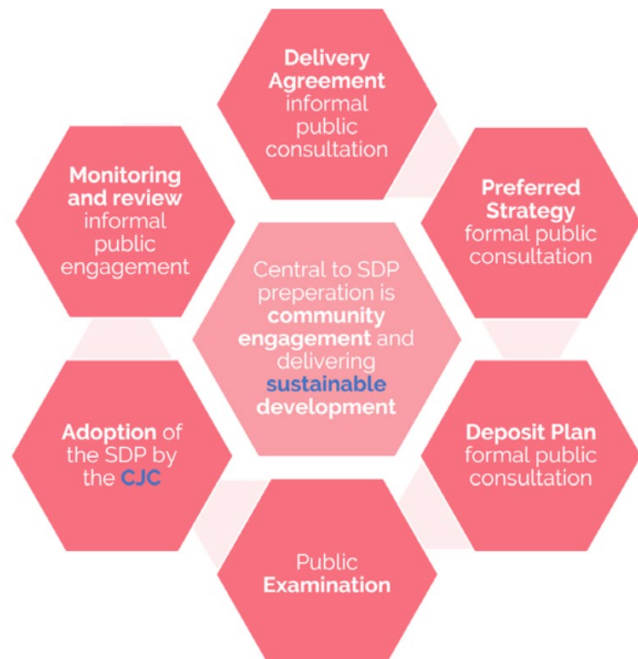 Delivery
Agreement
informal
public
consultation
Preferred
Strategy
formal public
consultation
Deposit Plan
formal public
consultation
Public
Examination
Adoption of
the SDP by
the CJC
Monitoring
and review
informal
public
engagement
Central to SDP
preperation is
community
engagement and
delivering
sustainable
development